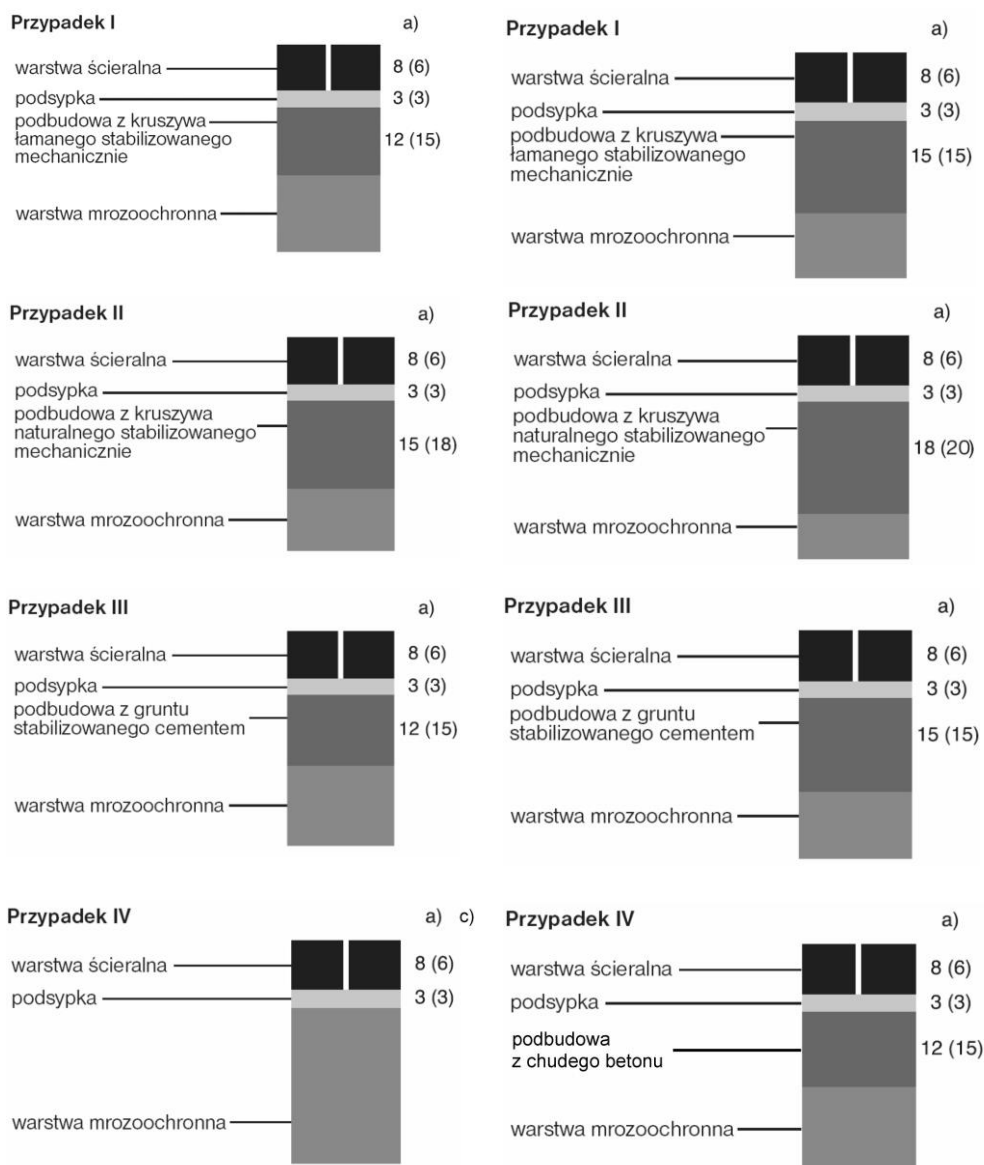 Przypadek I a)
warstwa ścieralna 8 (6)
podsypka 3 (3)
podbudowa z kruszywa
łamanego stabilizowanego
mechanicznie
12 (15)
warstwa mrozoochronna
Przypadek I a)
warstwa ścieralna 8 (6)
podsypka 3 (3)
podbudowa z kruszywa
łamanego stabilizowanego
mechanicznie
15 (15)
warstwa mrozoochronna
Przypadek II a)
warstwa ścieralna 8 (6)
podsypka 3 (3)
podbudowa z kruszywa
naturalnego stabilizowanego
mechanicznie
15 (18)
warstwa mrozoochronna
Przypadek II a)
warstwa ścieralna 8 (6)
podsypka 3 (3)
podbudowa z kruszywa
naturalnego stabilizowanego
mechanicznie
18 (20)
warstwa mrozoochronna
Przypadek III a)
warstwa ścieralna 8 (6)
podsypka 3 (3)
podbudowa z gruntu
stabilizowanego cementem
12 (15)
warstwa mrozoochronna
Przypadek III a)
warstwa ścieralna 8 (6)
podsypka 3 (3)
podbudowa z gruntu
stabilizowanego cementem
15 (15)
warstwa mrozoochronna
Przypadek IV a) c)
warstwa ścieralna 8 (6)
podsypka 3 (3)
warstwa mrozoochronna
Przypadek IV a)
warstwa ścieralna 8 (6)
podsypka 3 (3)
podbudowa
z chudego betonu
12 (15)
warstwa mrozoochronna